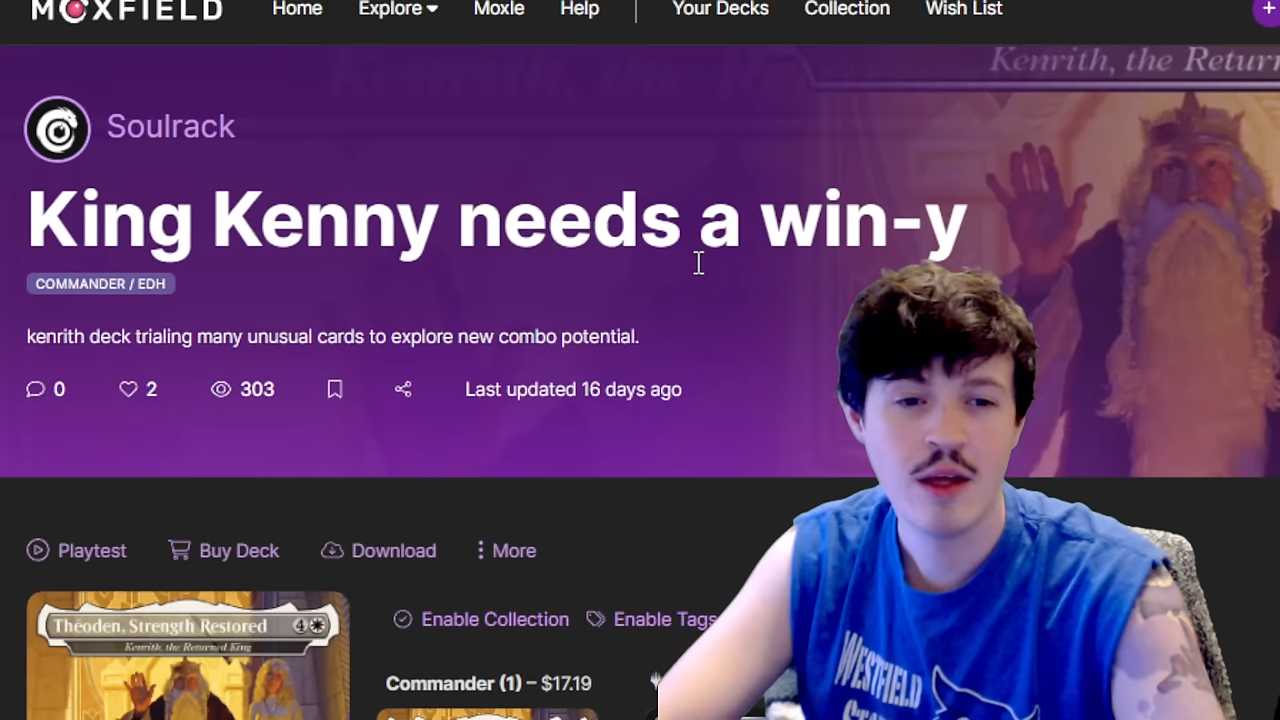 MOXFIELD Home Explore Moxle Help Your Decks Collection Wish List
Kenrith, the Return
Soulrack
King Kenny needs a win-y
COMMANDER / EDH
kenrith deck trialing many unusual cards to explore new combo potential.
0 2 303 Last updated 16 days ago
Playtest Buy Deck Download More
Enable Collection Enable Tags
Théoden, Strength Restored 4
Kenrith, the Returned King
Commander (1) – $17.19
WESTFIELD